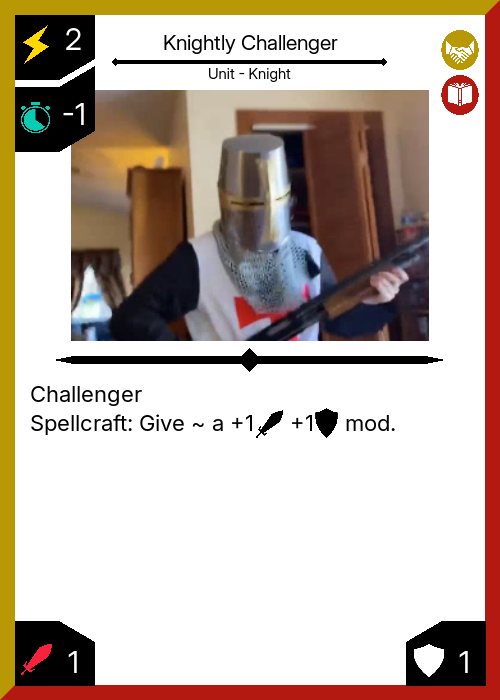 2
Knightly Challenger
Unit - Knight
-1
Challenger
Spellcraft: Give ~ a +1 +1 mod.
1
1